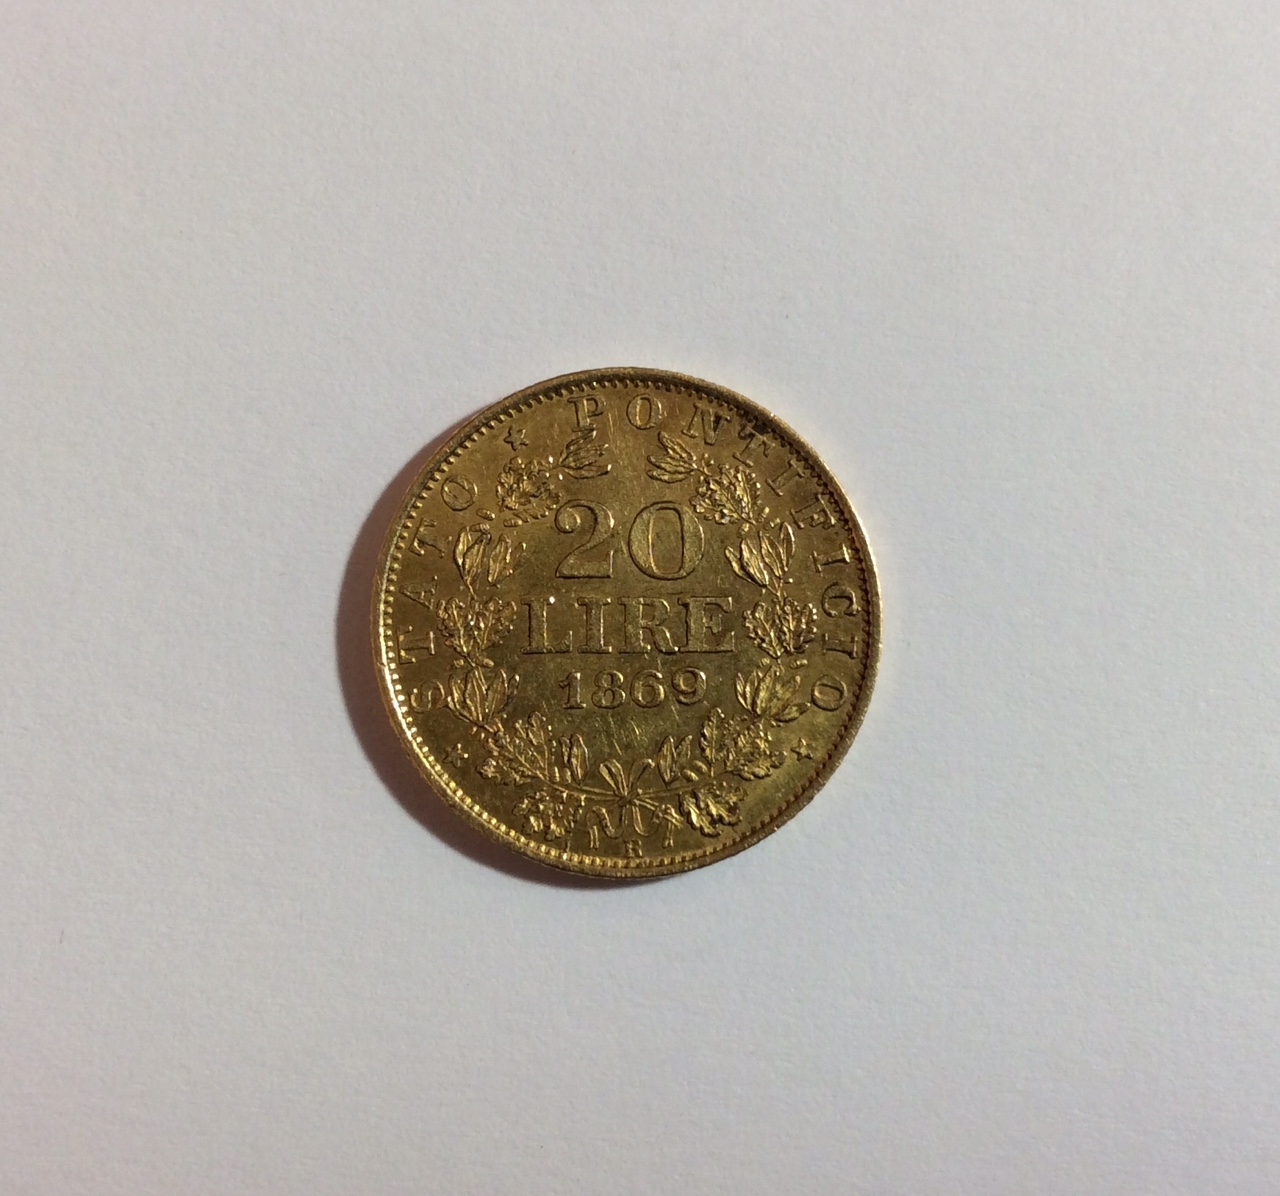 STATO ★ PONTIFICIO
20
LIRE
1869
R